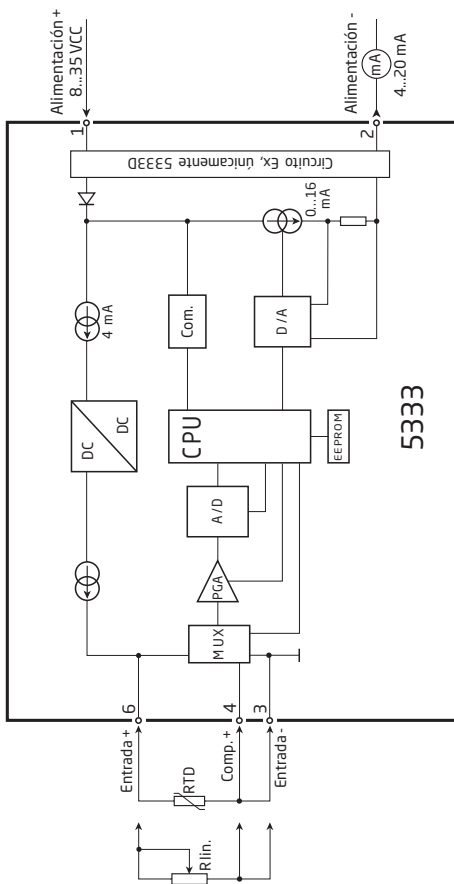 Alimentación +
8...35 VCC
Alimentación -
mA
4...20 mA
1
2
Circuito Ex, únicamente 5333D
0...16
mA
4 mA
Com.
D/A
DC
DC
CPU
EEPROM
A/D
PGA
MUX
5333
6
4
3
Entrada +
Comp. +
Entrada -
RTD
R lin.